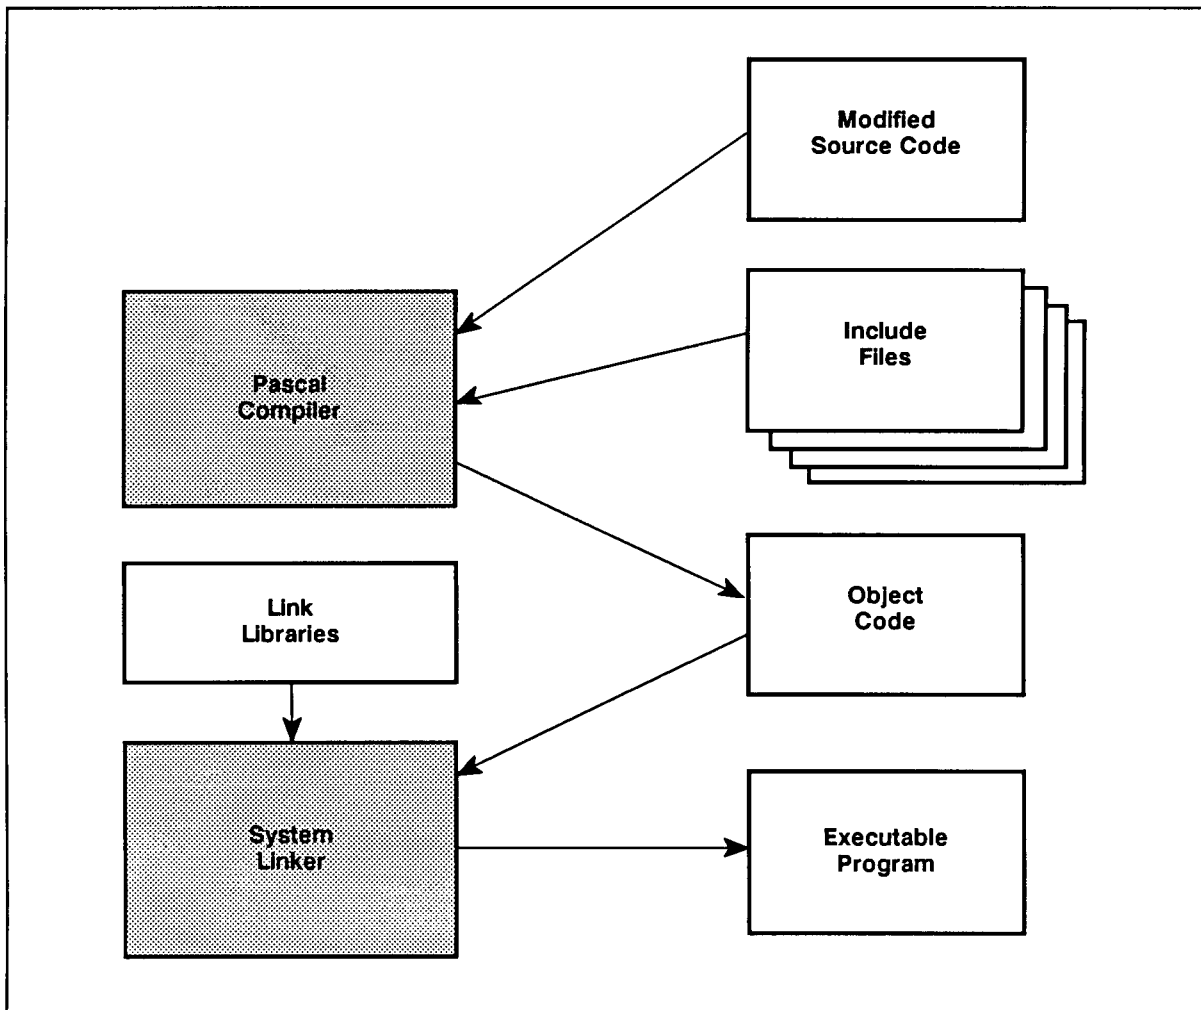 Modified
Source Code
Include
Files
Pascal
Compiler
Link
Libraries
Object
Code
System
Linker
Executable
Program